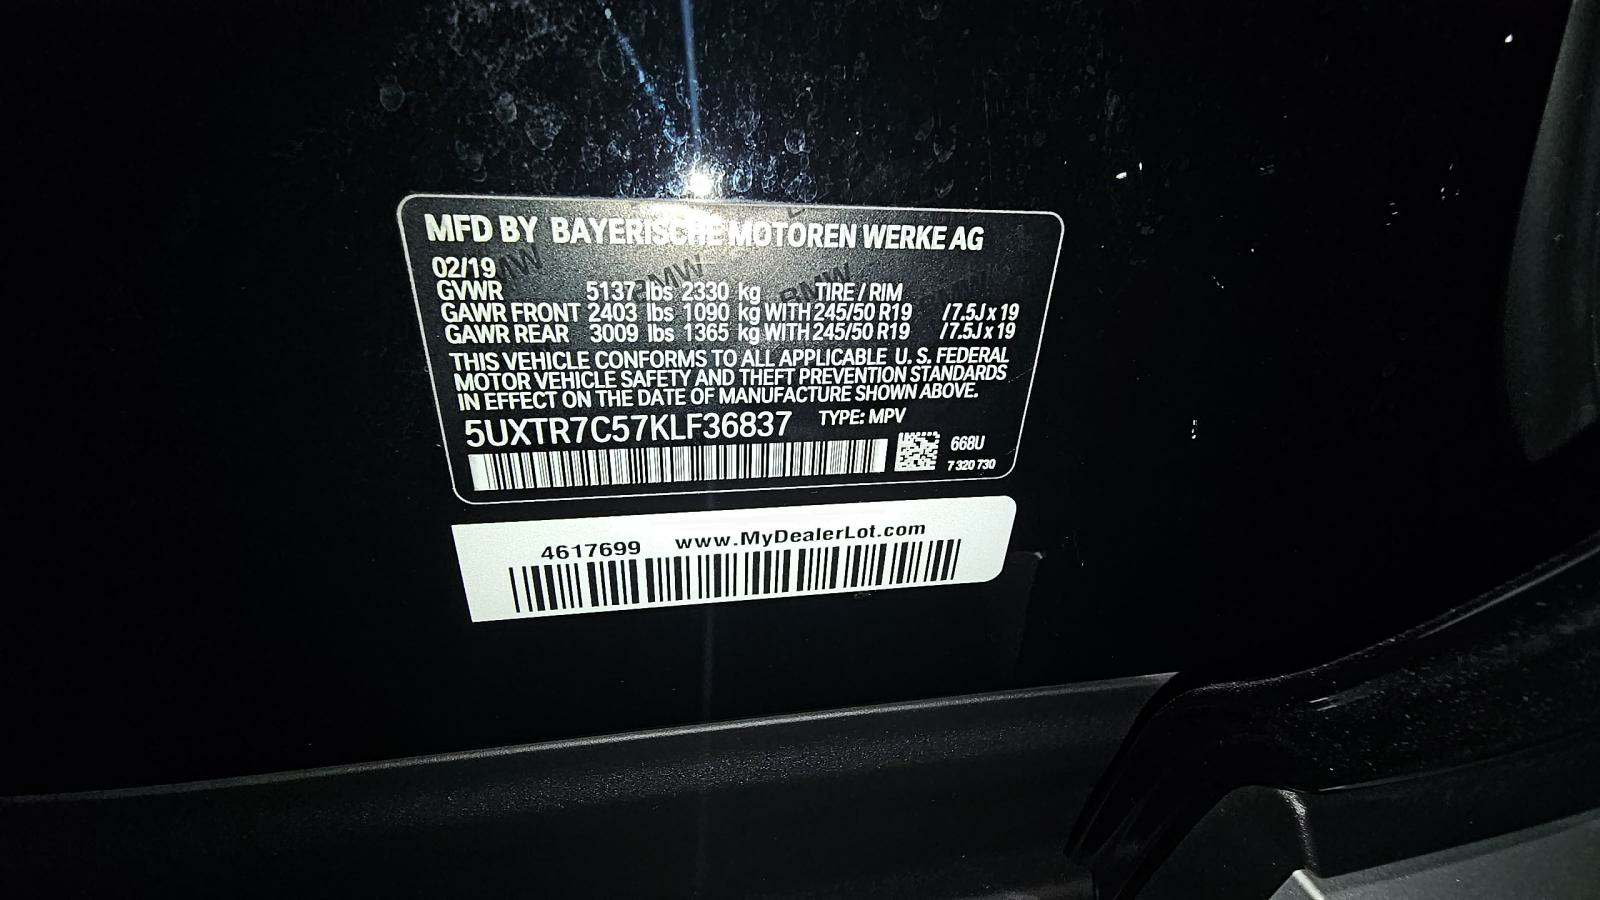 MFD BY BAYERISCHE MOTOREN WERKE AG
02/19
GVWR 5137 lbs 2330 kg TIRE / RIM
GAWR FRONT 2403 lbs 1090 kg WITH 245/50 R19 / 7.5J x 19
GAWR REAR 3009 lbs 1365 kg WITH 245/50 R19 / 7.5J x 19
THIS VEHICLE CONFORMS TO ALL APPLICABLE U. S. FEDERAL
MOTOR VEHICLE SAFETY AND THEFT PREVENTION STANDARDS
IN EFFECT ON THE DATE OF MANUFACTURE SHOWN ABOVE.
5UXTR7C57KLF36837 TYPE: MPV
668U
7 320 730
BMW BMW
4617699 www.MyDealerLot.com